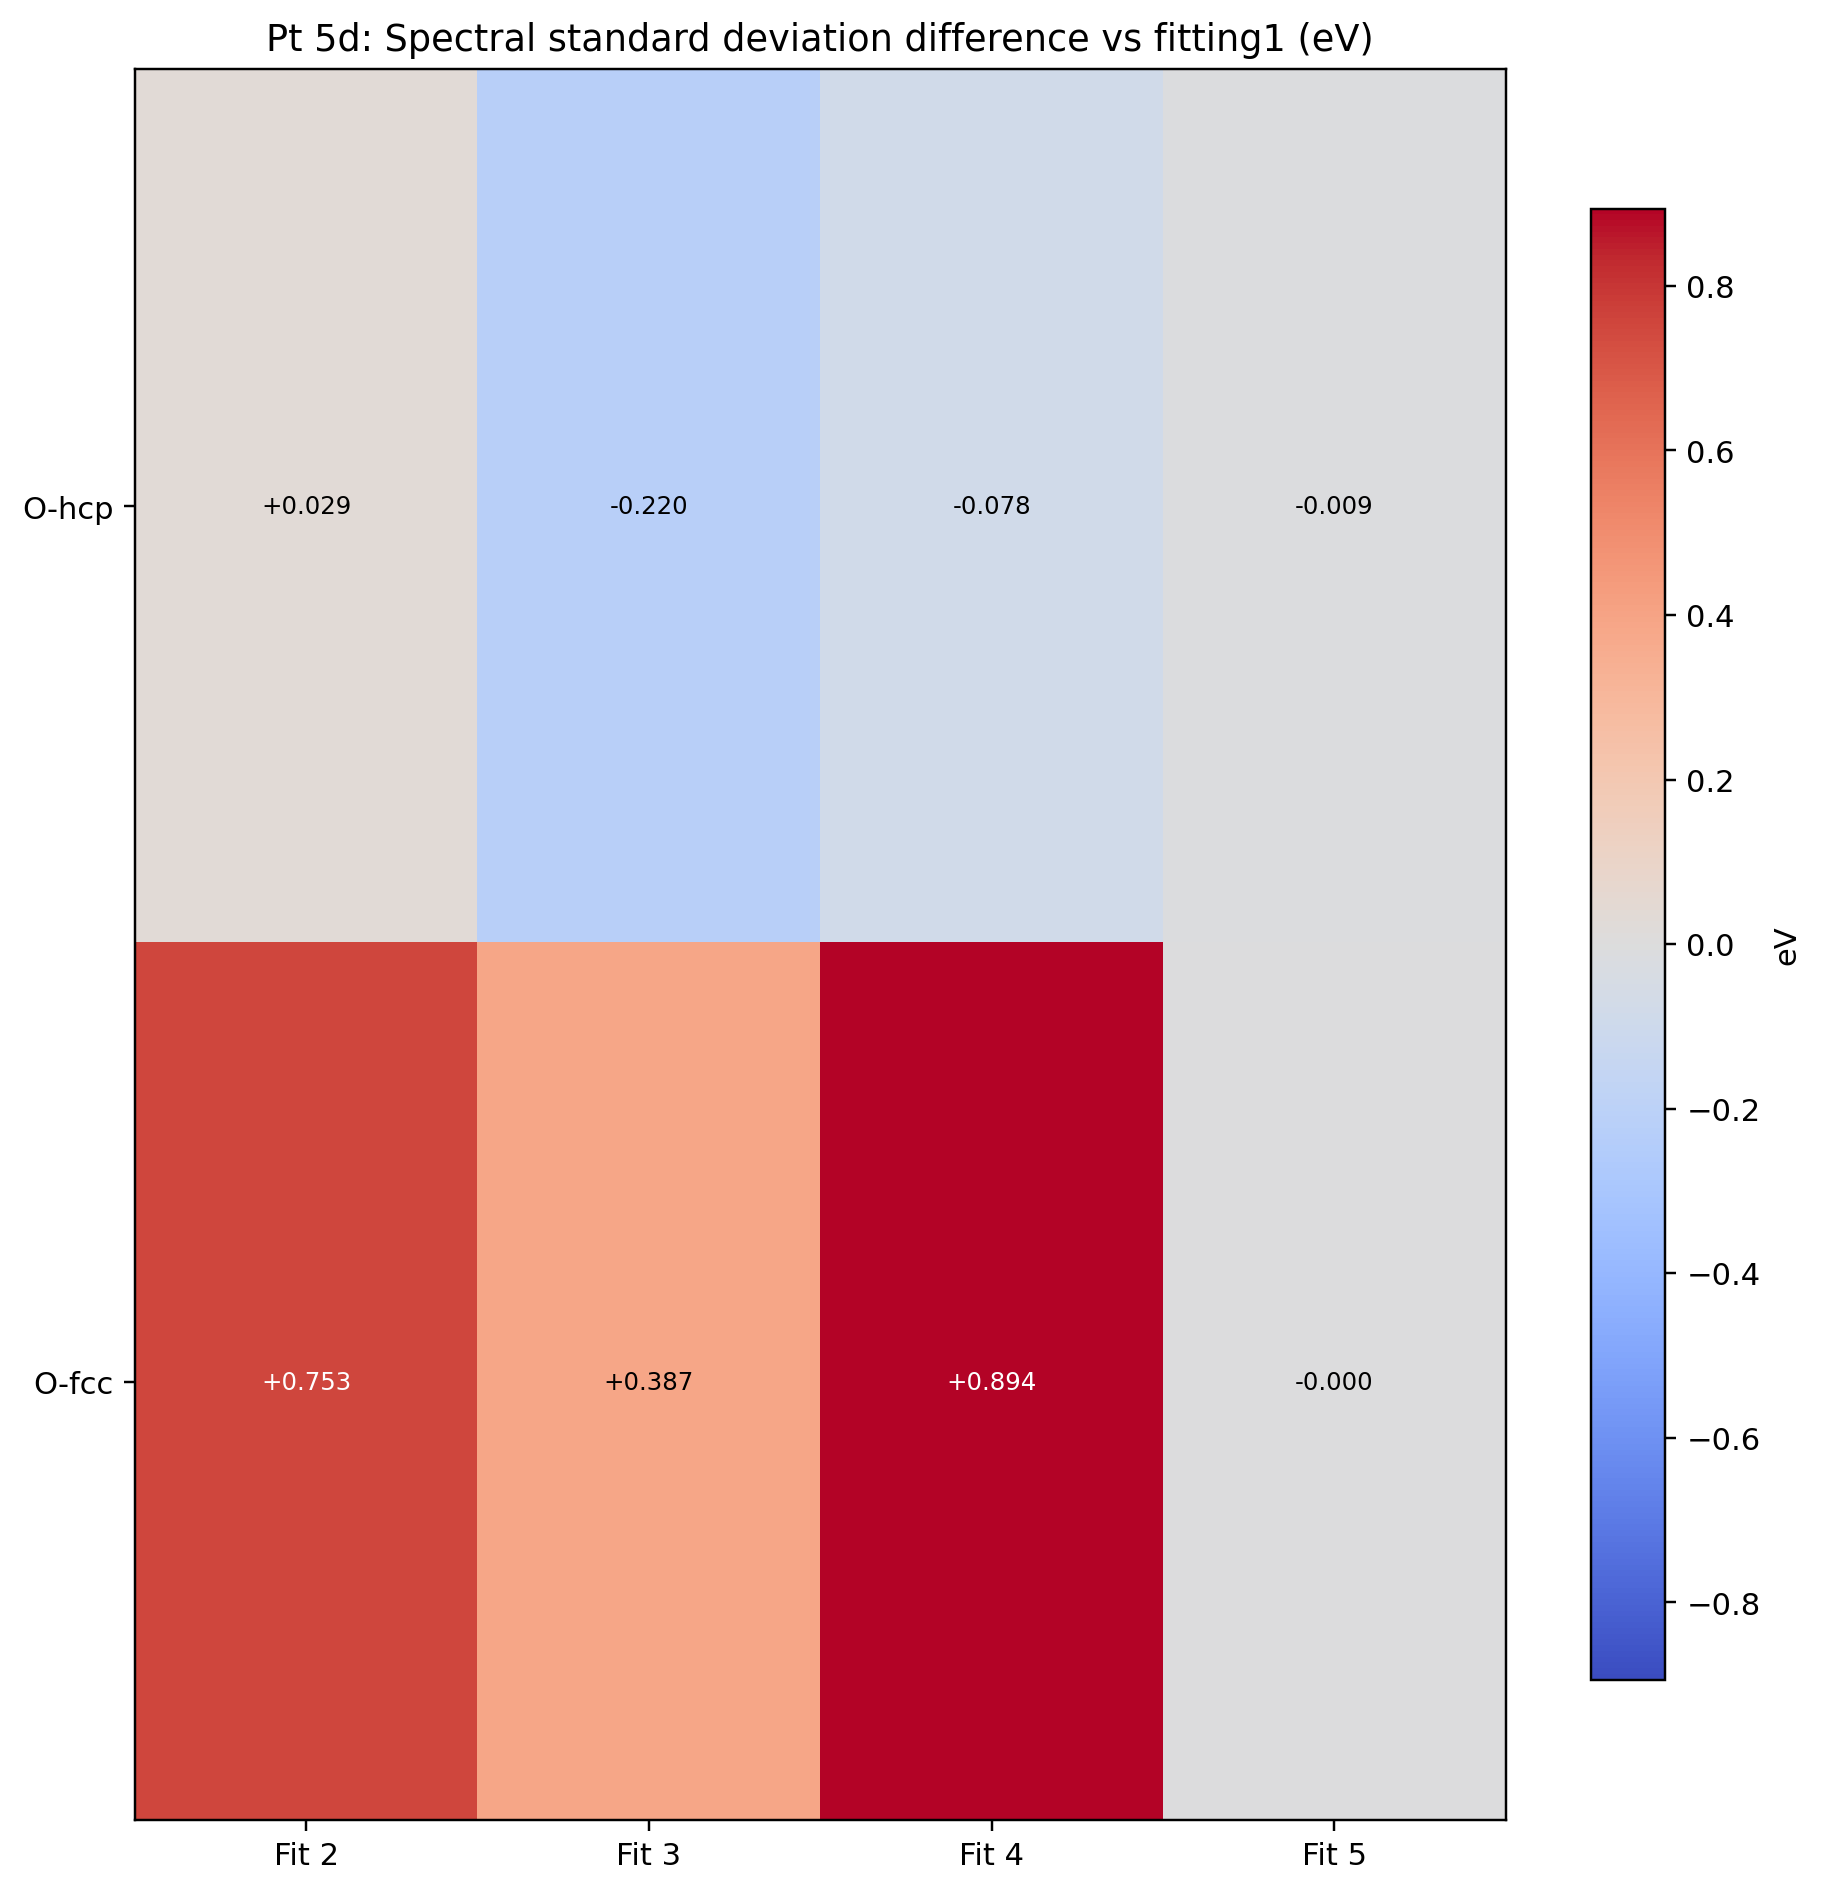 Pt 5d: Spectral standard deviation difference vs fitting1 (eV)
O-hcp
+0.029
-0.220
-0.078
-0.009
O-fcc
+0.753
+0.387
+0.894
-0.000
Fit 2
Fit 3
Fit 4
Fit 5
0.8
0.6
0.4
0.2
0.0
−0.2
−0.4
−0.6
−0.8
eV